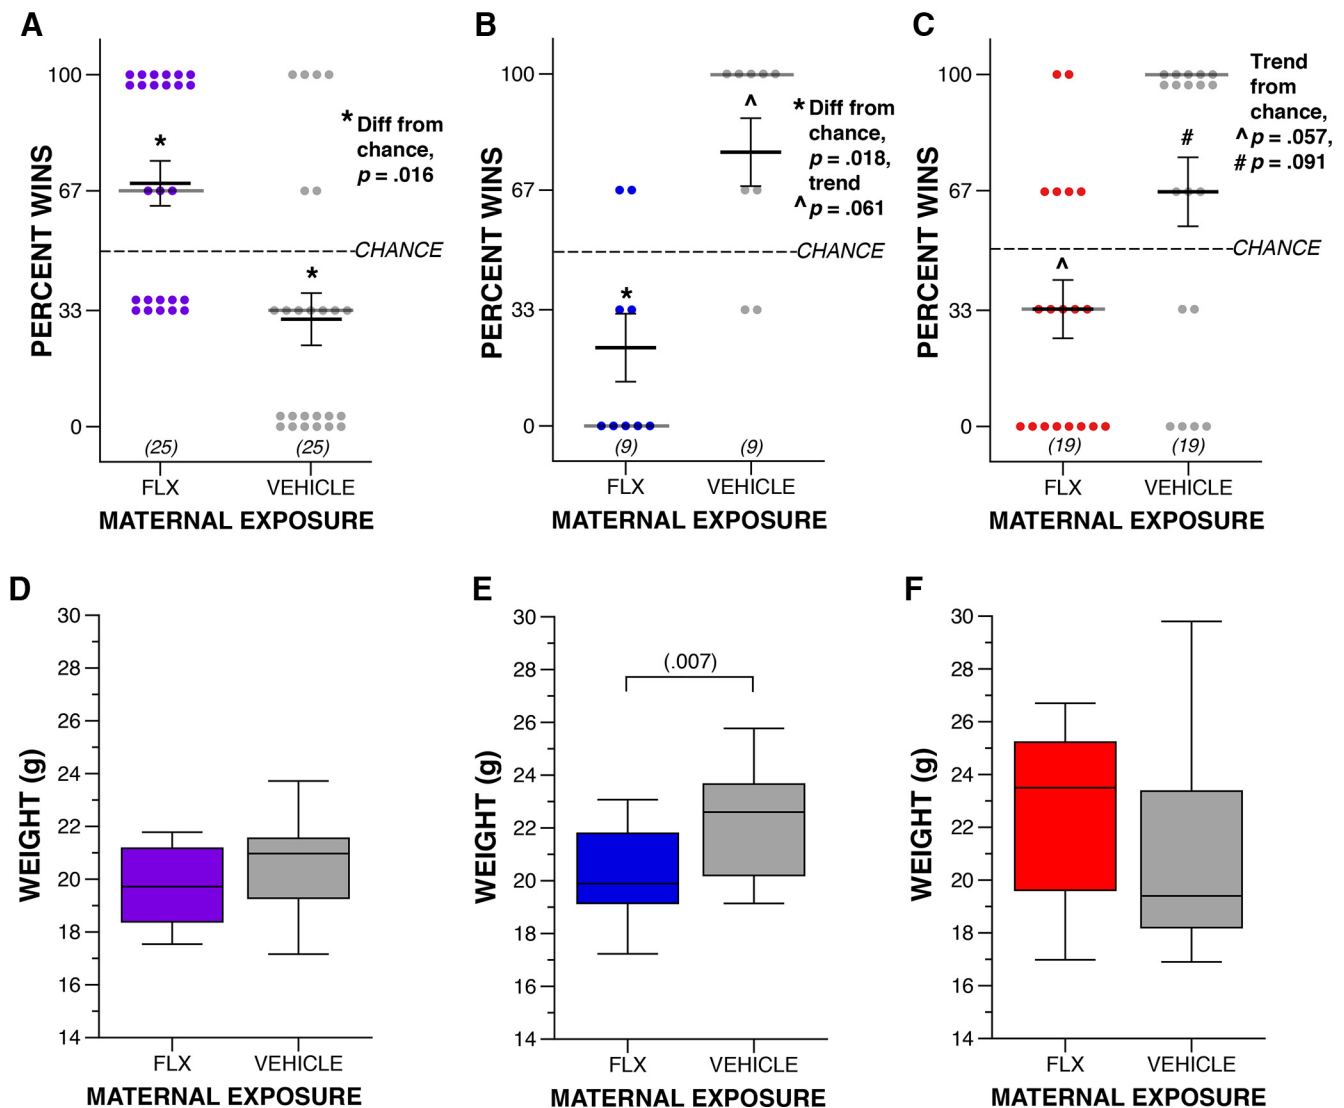 A
PERCENT WINS
100
67
33
0
*
*
* Diff from
chance,
p = .016
CHANCE
(25)
(25)
FLX
VEHICLE
MATERNAL EXPOSURE
B
PERCENT WINS
100
67
33
0
*
^
* Diff from
chance,
p = .018,
trend
^ p = .061
CHANCE
(9)
(9)
FLX
VEHICLE
MATERNAL EXPOSURE
C
PERCENT WINS
100
67
33
0
^
#
Trend
from
chance,
^ p = .057,
# p = .091
CHANCE
(19)
(19)
FLX
VEHICLE
MATERNAL EXPOSURE
D
WEIGHT (g)
30
28
26
24
22
20
18
16
14
FLX
VEHICLE
MATERNAL EXPOSURE
E
WEIGHT (g)
30
28
26
24
22
20
18
16
14
(.007)
FLX
VEHICLE
MATERNAL EXPOSURE
F
WEIGHT (g)
30
28
26
24
22
20
18
16
14
FLX
VEHICLE
MATERNAL EXPOSURE